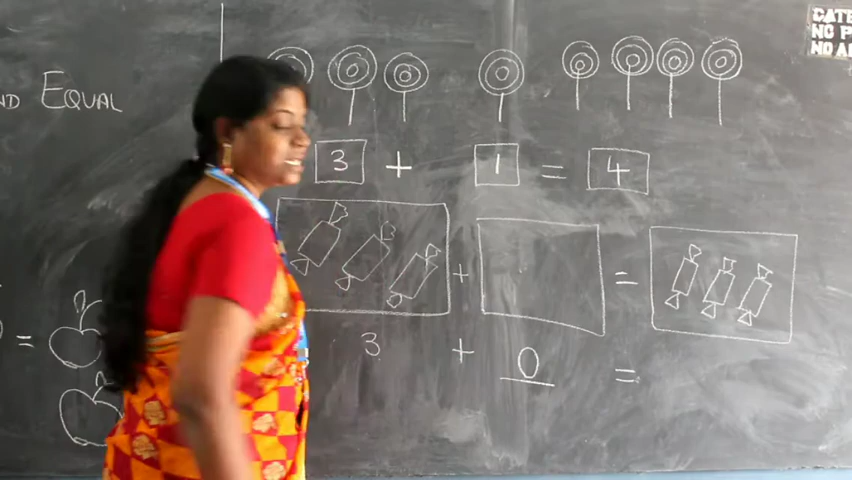 CATE
NO P
NO A
ND EQUAL
3 + 1 = 4
+ =
=
3 + 0 =